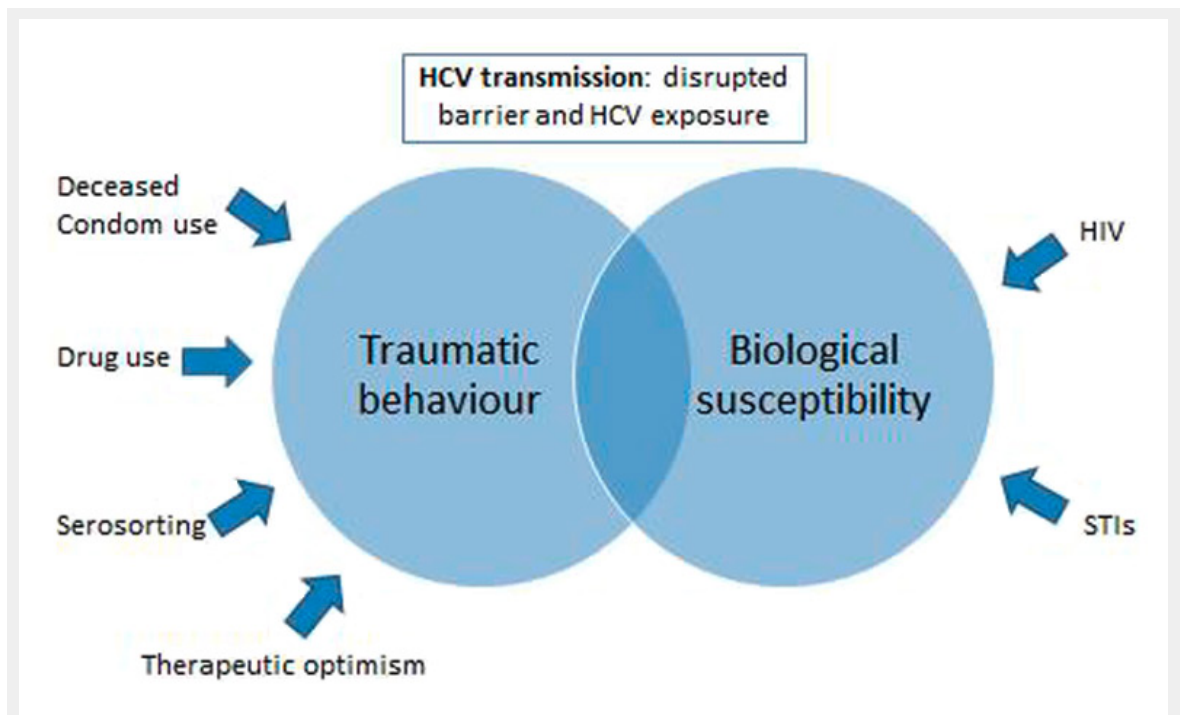 HCV transmission: disrupted
barrier and HCV exposure
Deceased
Condom use
Drug use
Serosorting
Therapeutic optimism
Traumatic
behaviour
Biological
susceptibility
HIV
STIs